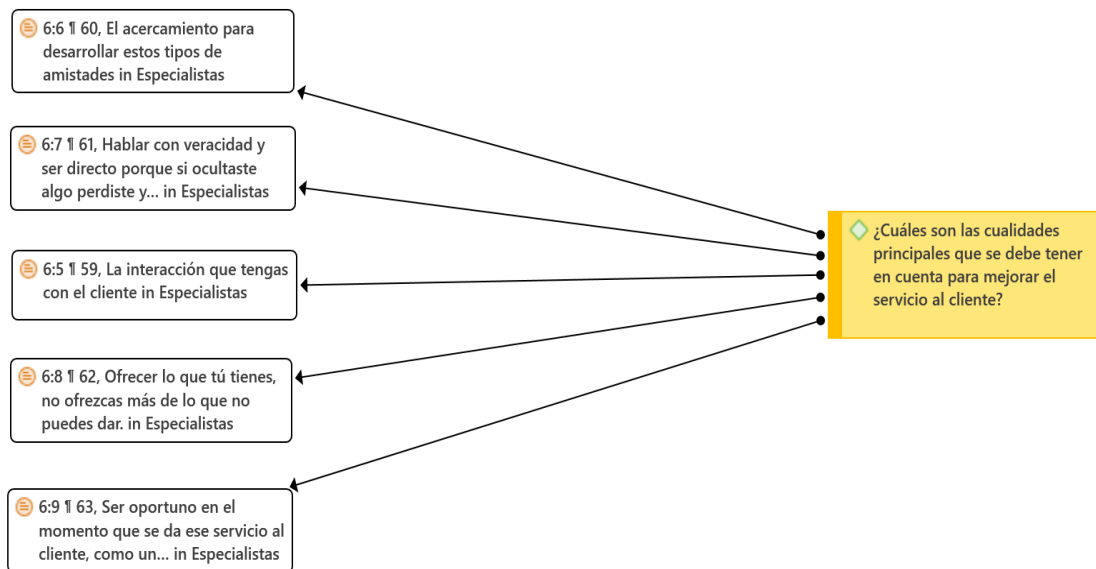 6:6 ¶ 60, El acercamiento para
desarrollar estos tipos de
amistades in Especialistas
6:7 ¶ 61, Hablar con veracidad y
ser directo porque si ocultaste
algo perdiste y... in Especialistas
6:5 ¶ 59, La interacción que tengas
con el cliente in Especialistas
6:8 ¶ 62, Ofrecer lo que tú tienes,
no ofrezcas más de lo que no
puedes dar. in Especialistas
6:9 ¶ 63, Ser oportuno en el
momento que se da ese servicio al
cliente, como un... in Especialistas
¿Cuáles son las cualidades
principales que se debe tener
en cuenta para mejorar el
servicio al cliente?